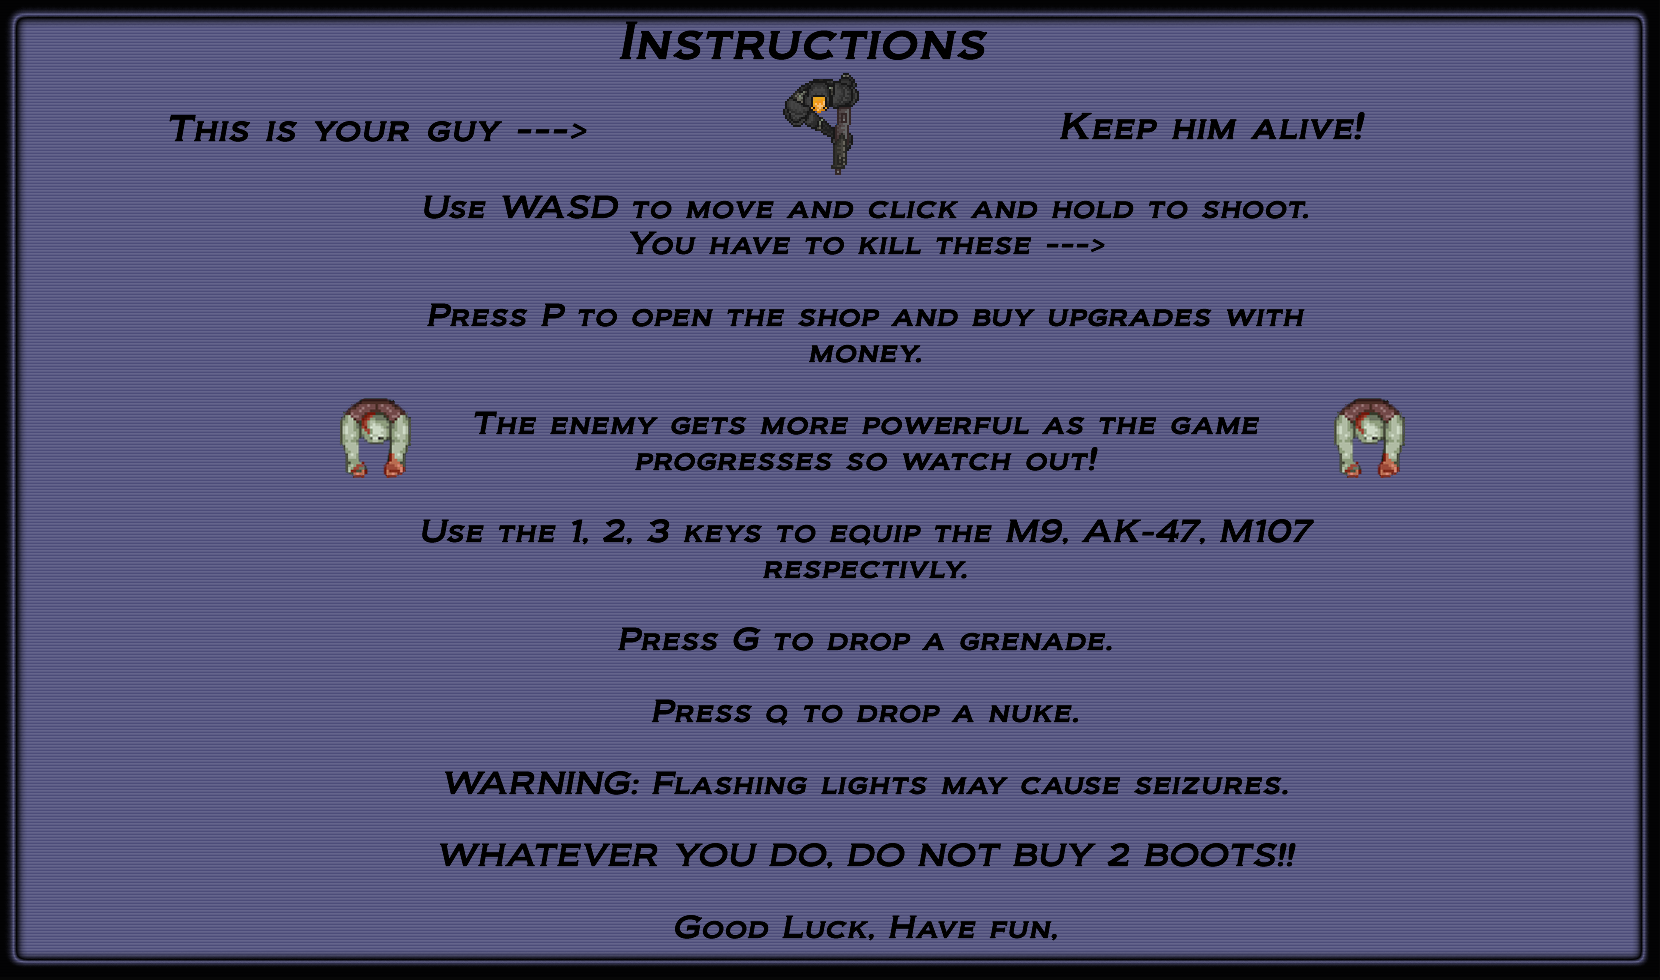 Instructions
This is your guy --->
Keep him alive!
Use WASD to move and click and hold to shoot.
You have to kill these --->
Press P to open the shop and buy upgrades with
money.
The enemy gets more powerful as the game
progresses so watch out!
Use the 1, 2, 3 keys to equip the M9, AK-47, M107
respectivly.
Press G to drop a grenade.
Press q to drop a nuke.
WARNING: Flashing lights may cause seizures.
WHATEVER YOU DO, DO NOT BUY 2 BOOTS!!
Good Luck, Have fun,